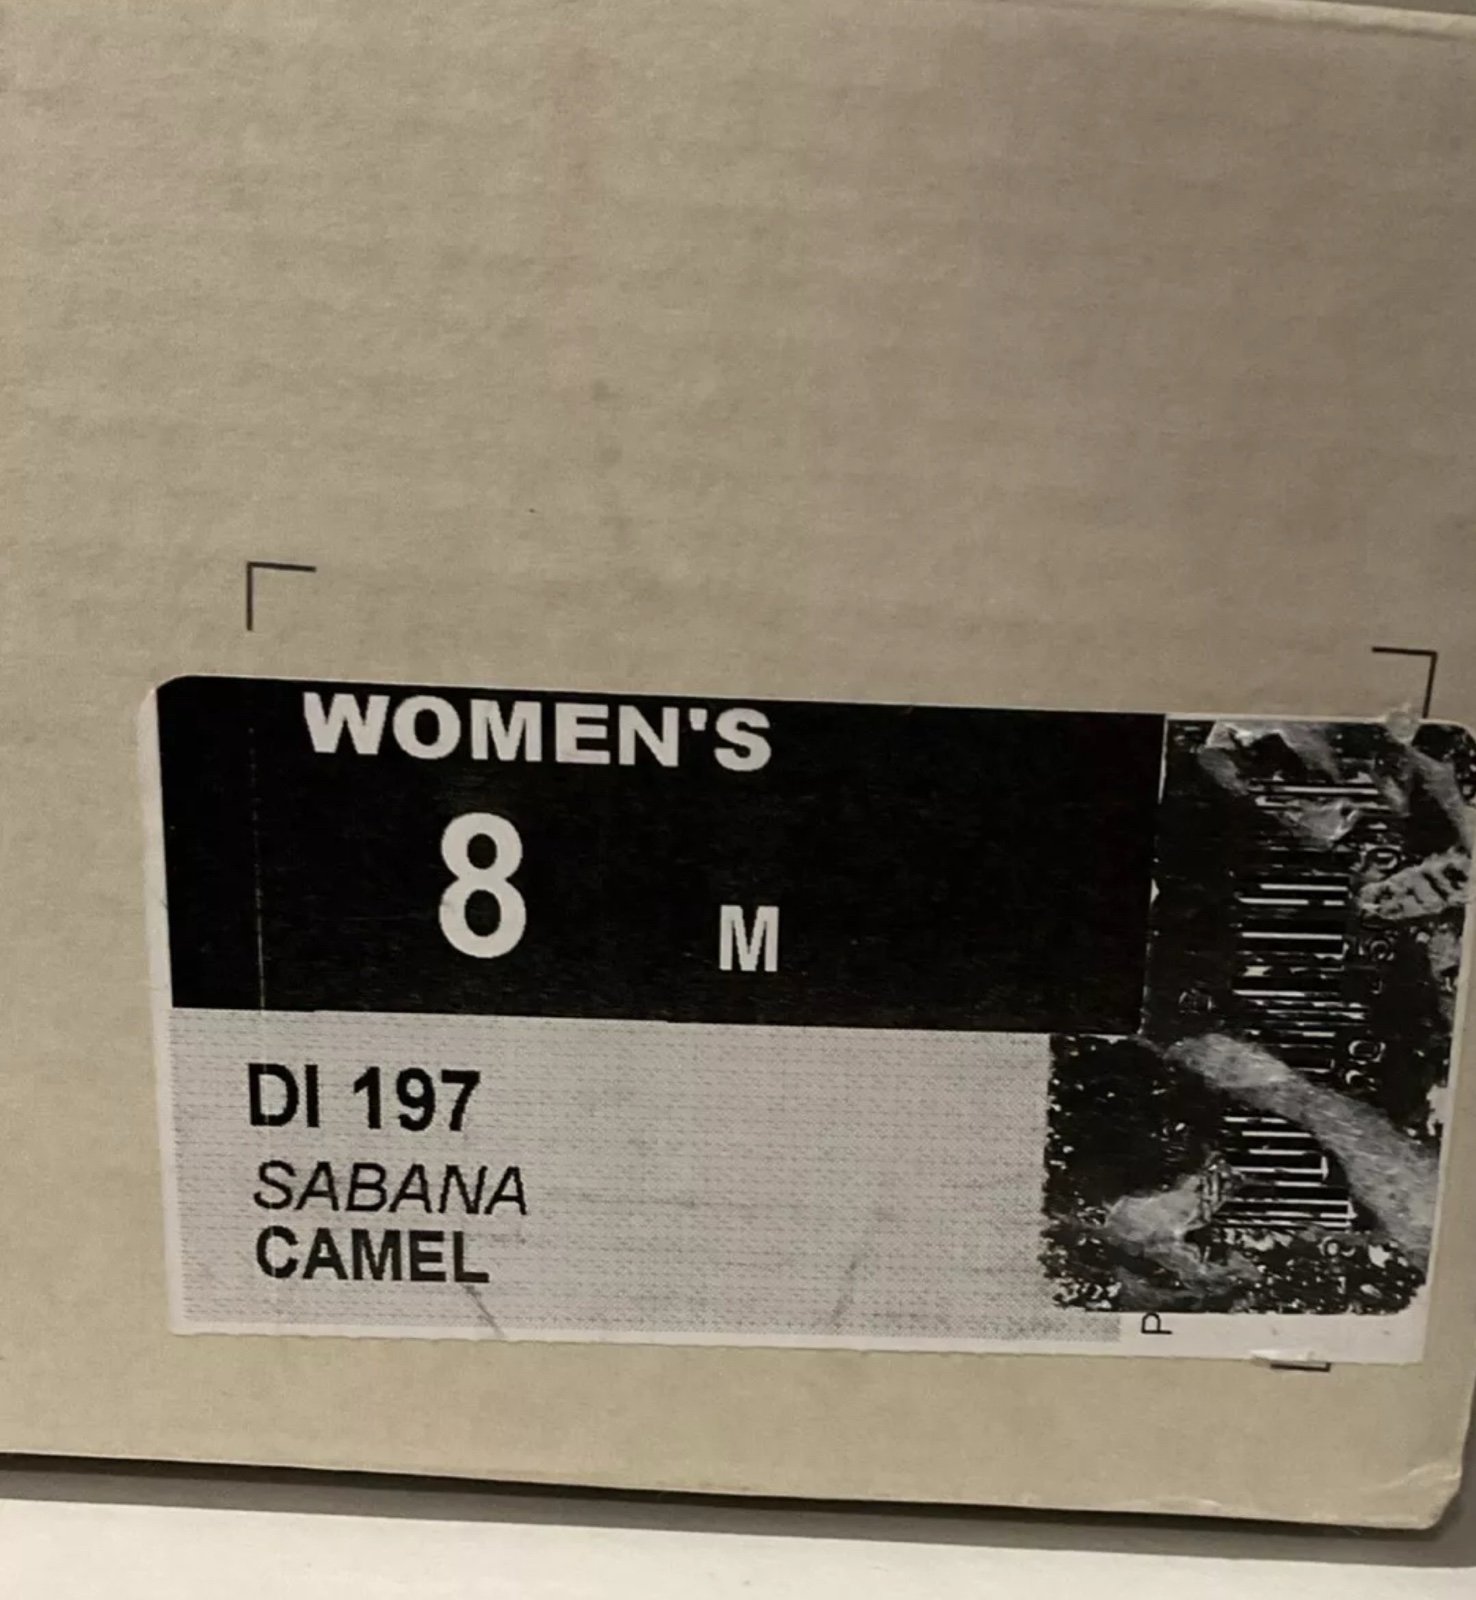 WOMEN'S
8 M
DI 197
SABANA
CAMEL
P